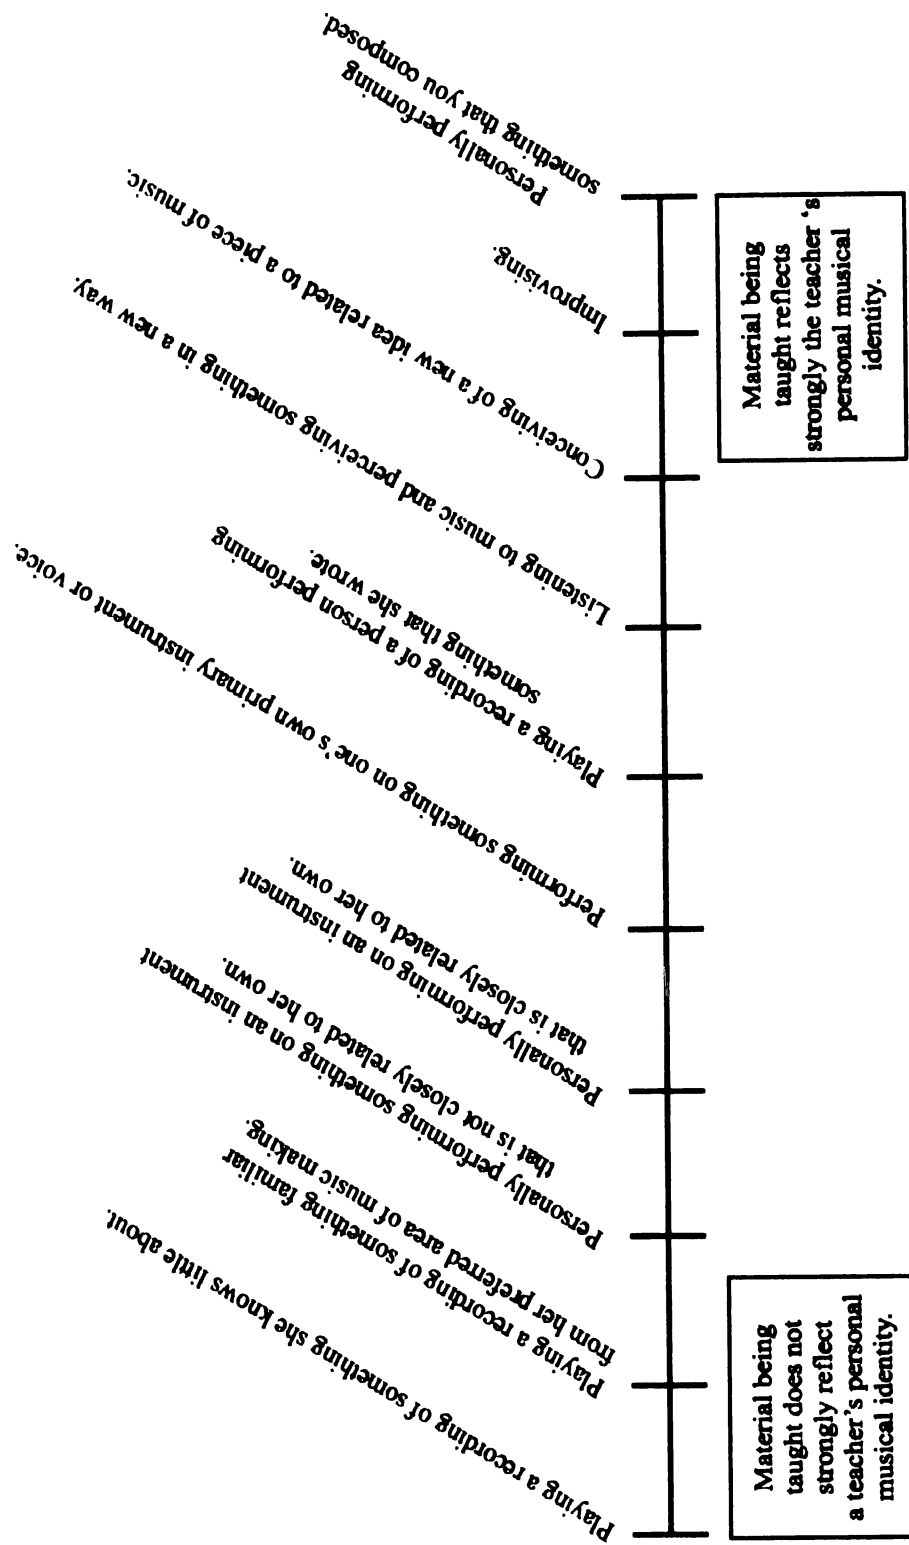 Playing a recording of something she knows little about.
Playing a recording of something familiar
from her preferred area of music making.
Personally performing something on an instrument
that is not closely related to her own.
Personally performing on an instrument
that is closely related to her own.
Performing something on one's own primary instrument or voice.
Playing a recording of a person performing
something that she wrote.
Listening to music and perceiving something in a new way.
Conceiving of a new idea related to a piece of music.
Improvising.
Personally performing
something that you composed.
Material being
taught does not
strongly reflect
a teacher's personal
musical identity.
Material being
taught reflects
strongly the teacher 's
personal musical
identity.